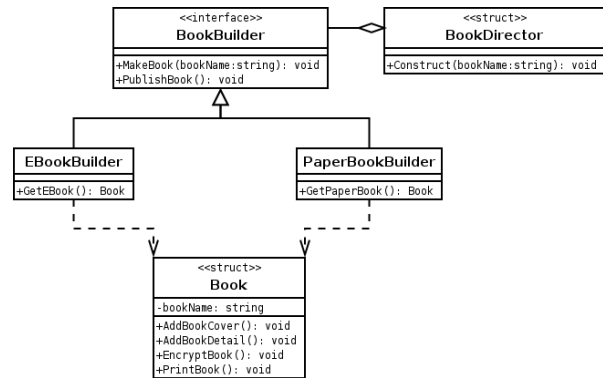 <<interface>>
BookBuilder
+MakeBook(bookName:string): void
+PublishBook(): void
<<struct>>
BookDirector
+Construct(bookName:string): void
EBookBuilder
+GetEBook(): Book
PaperBookBuilder
+GetPaperBook(): Book
<<struct>>
Book
-bookName: string
+AddBookCover(): void
+AddBookDetail(): void
+EncryptBook(): void
+PrintBook(): void